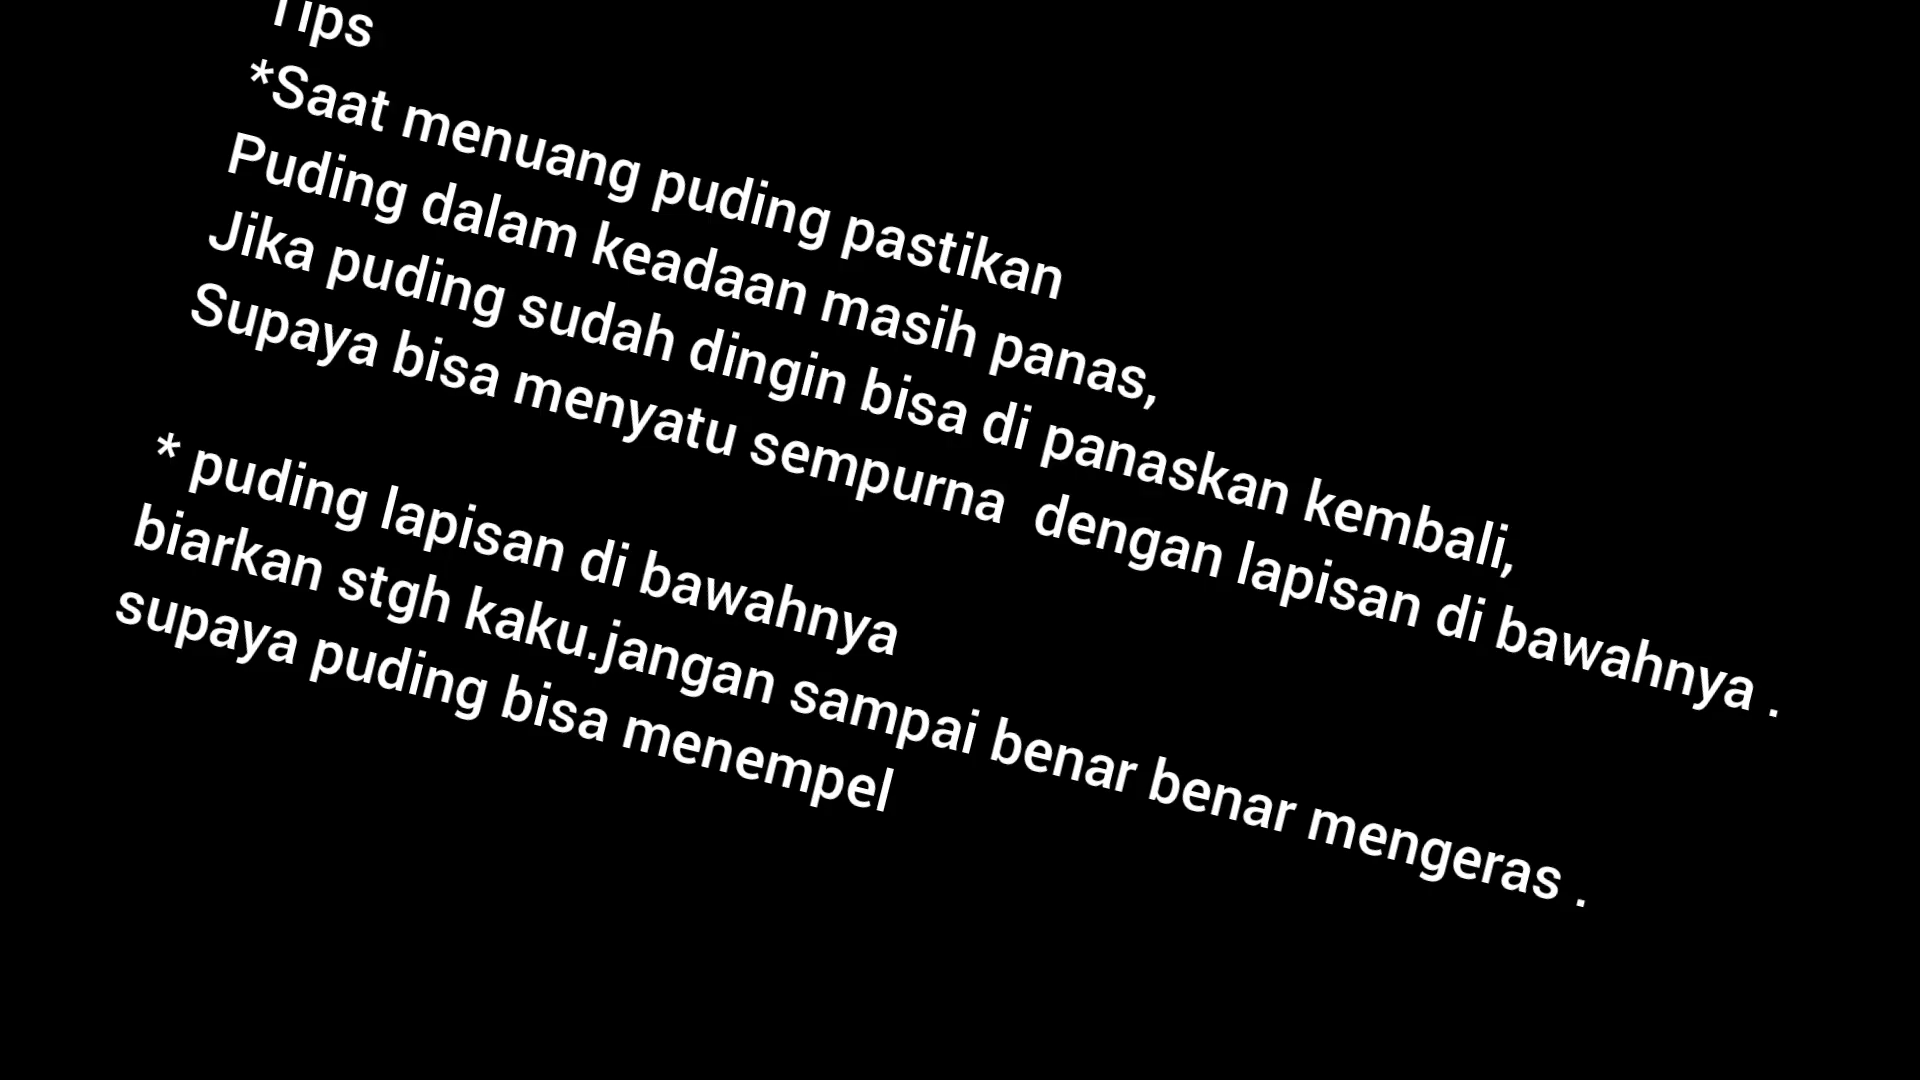 Tips
*Saat menuang puding pastikan
Puding dalam keadaan masih panas,
Jika puding sudah dingin bisa di panaskan kembali,
Supaya bisa menyatu sempurna  dengan lapisan di bawahnya .
* puding lapisan di bawahnya
biarkan stgh kaku.jangan sampai benar benar mengeras .
supaya puding bisa menempel